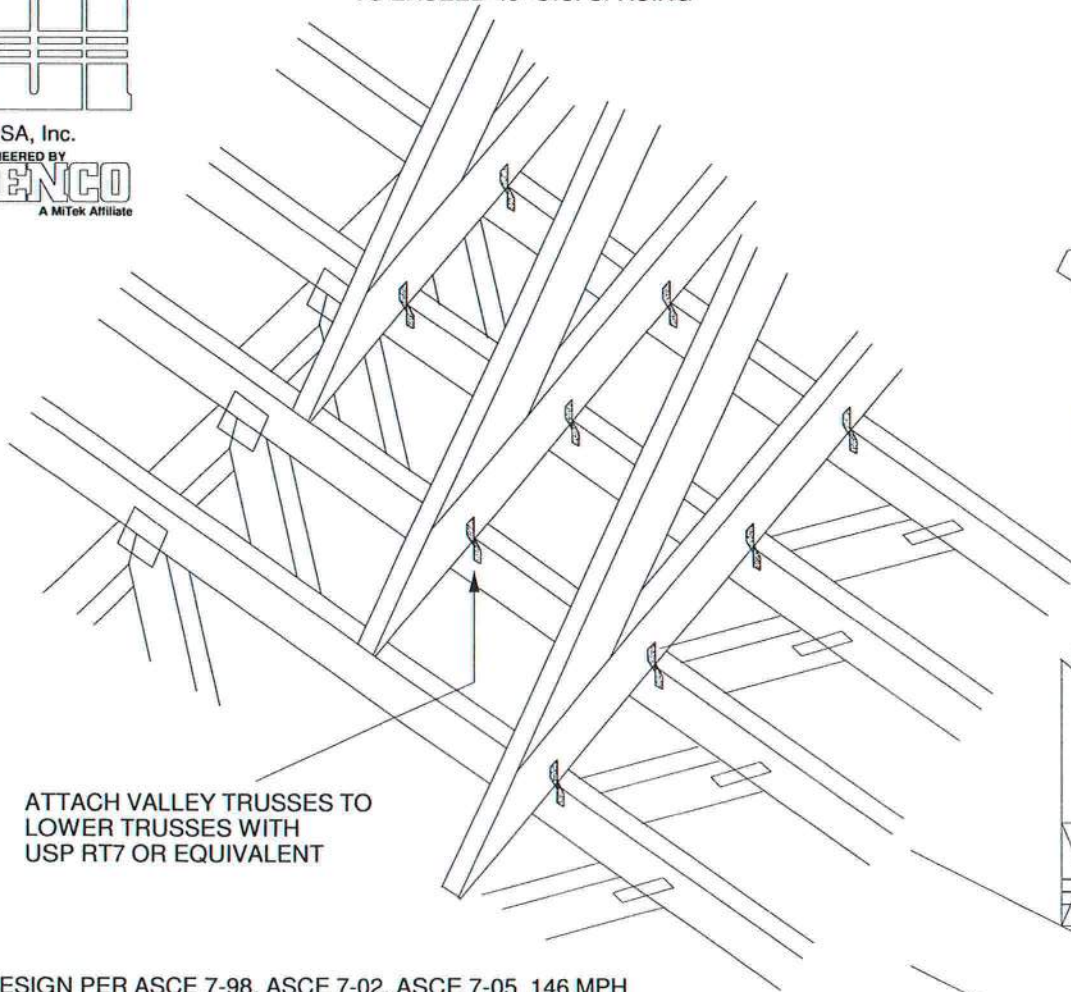 SA, Inc.
A MiTek Affiliate
ATTACH VALLEY TRUSSES TO
LOWER TRUSSES WITH
USP RT7 OR EQUIVALENT
ESIGN PER ASCE 7-98, ASCE 7-02, ASCE 7-05 146 MPH